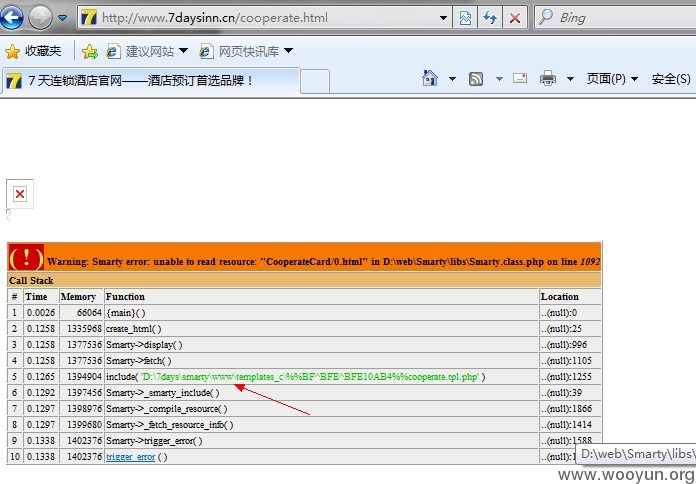 http://www.7daysinn.cn/cooperate.html
Bing
收藏夹
建议网站
网页快讯库
7天连锁酒店官网——酒店预订首选品牌！
页面(P)
安全(S)
( ! ) Warning: Smarty error: unable to read resource: "CooperateCard/0.html" in D:\web\Smarty\libs\Smarty.class.php on line 1092
Call Stack
# Time Memory Function Location
1 0.0026 66064 {main}( ) ..(null):0
2 0.1258 1335968 create_html( ) ..(null):25
3 0.1258 1377536 Smarty->display( ) ..(null):996
4 0.1258 1377536 Smarty->fetch( ) ..(null):1105
5 0.1265 1394904 include( 'D:\7days\smarty\www\templates_c\%%BF^BFE^BFE10AB4%%cooperate.tpl.php' ) ..(null):1255
6 0.1292 1397456 Smarty->_smarty_include( ) ..(null):39
7 0.1297 1398976 Smarty->_compile_resource( ) ..(null):1866
8 0.1297 1399680 Smarty->_fetch_resource_info( ) ..(null):1414
9 0.1338 1402376 Smarty->trigger_error( ) ..(null):1588
10 0.1338 1402376 trigger_error ( ) ..(null):1
D:\web\Smarty\libs\
www.wooyun.org